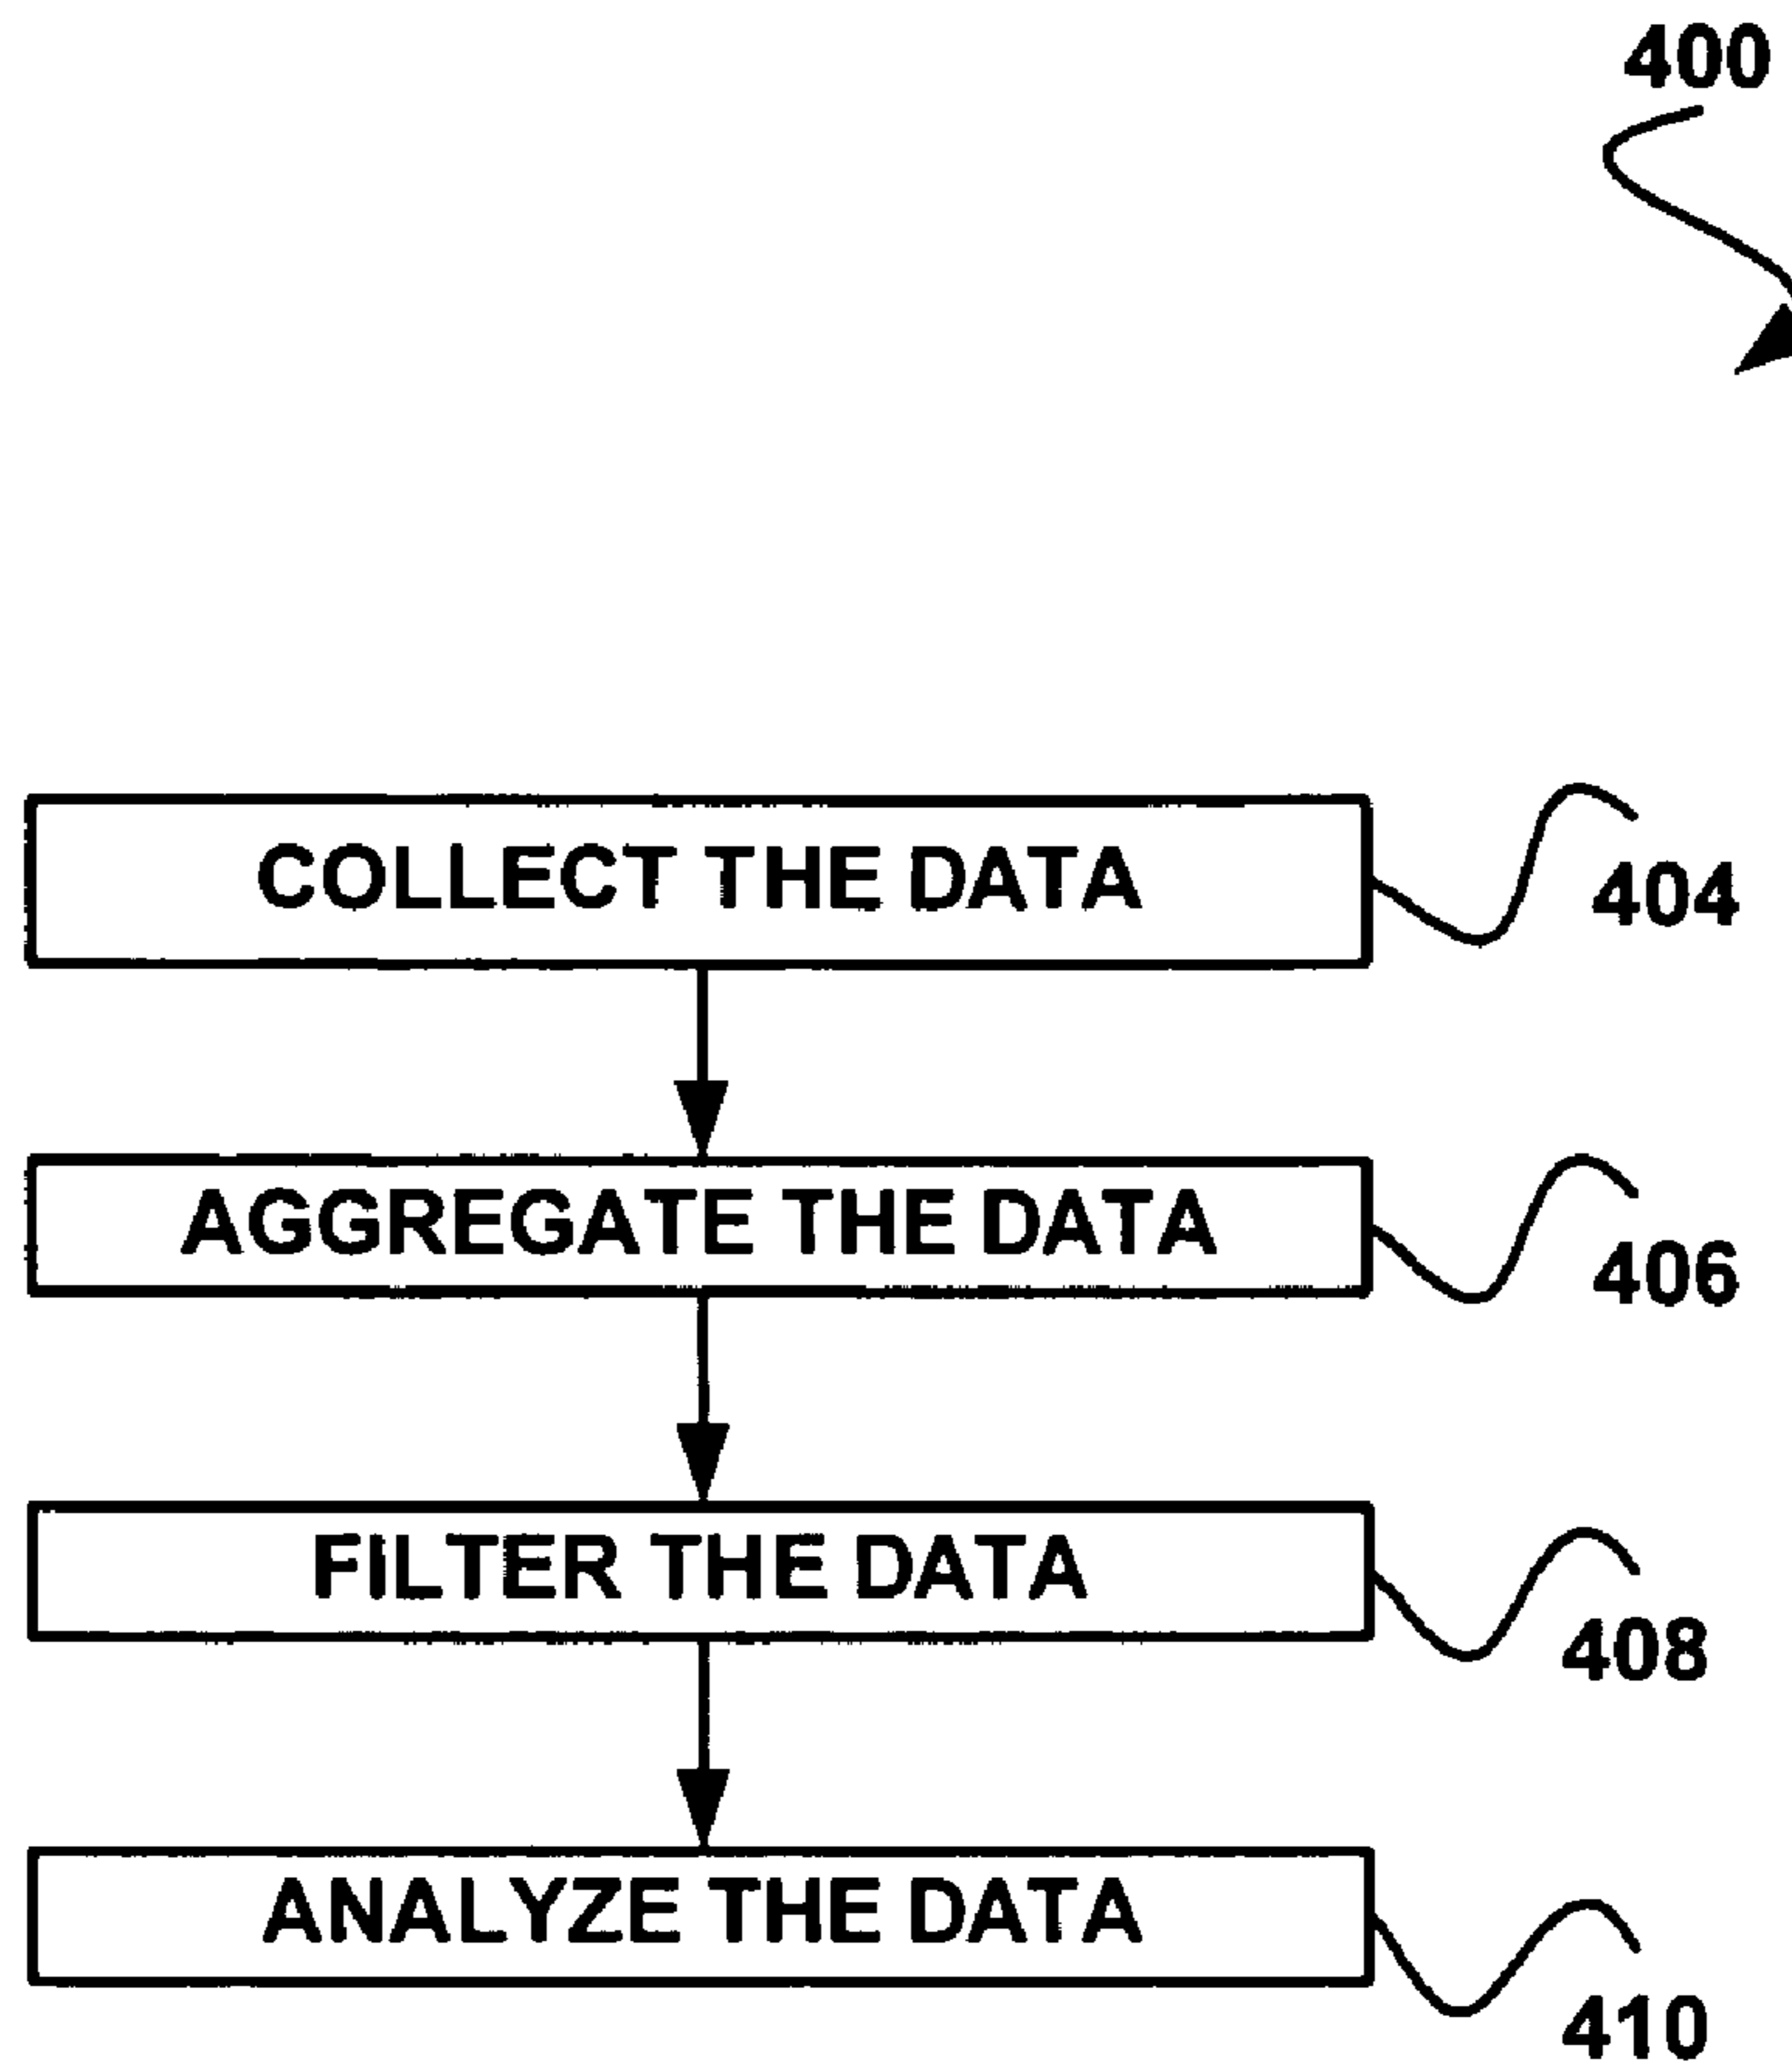 400
COLLECT THE DATA
404
AGGREGATE THE DATA
406
FILTER THE DATA
408
ANALYZE THE DATA
410